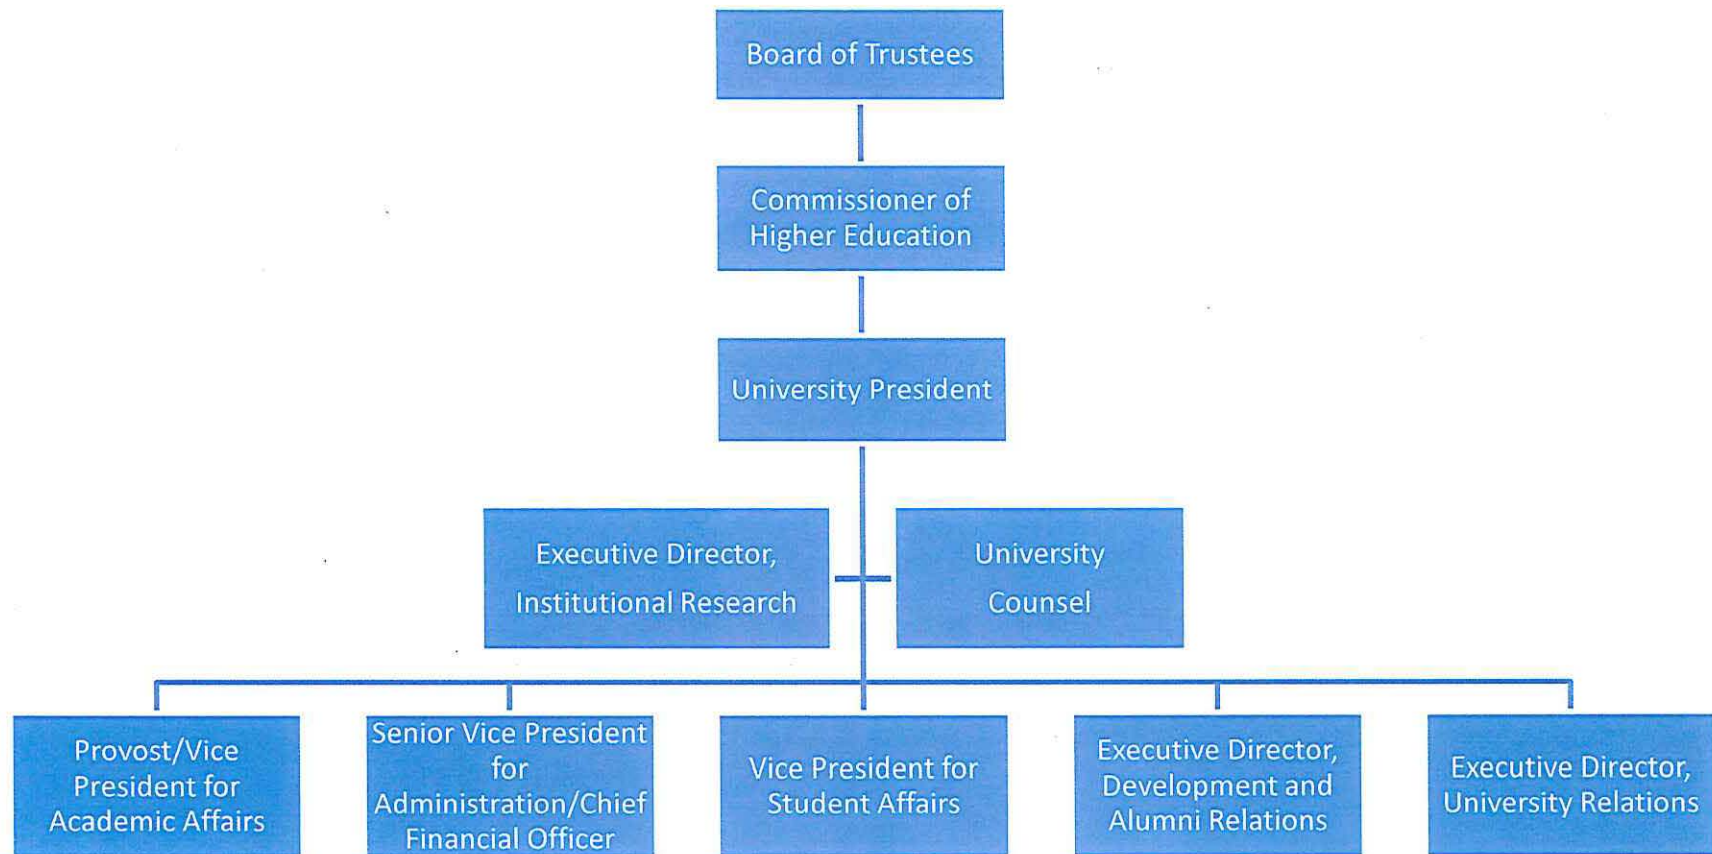 Board of Trustees
Commissioner of
Higher Education
University President
Executive Director,
Institutional Research
University
Counsel
Provost/Vice
President for
Academic Affairs
Senior Vice President
for
Administration/Chief
Financial Officer
Vice President for
Student Affairs
Executive Director,
Development and
Alumni Relations
Executive Director,
University Relations